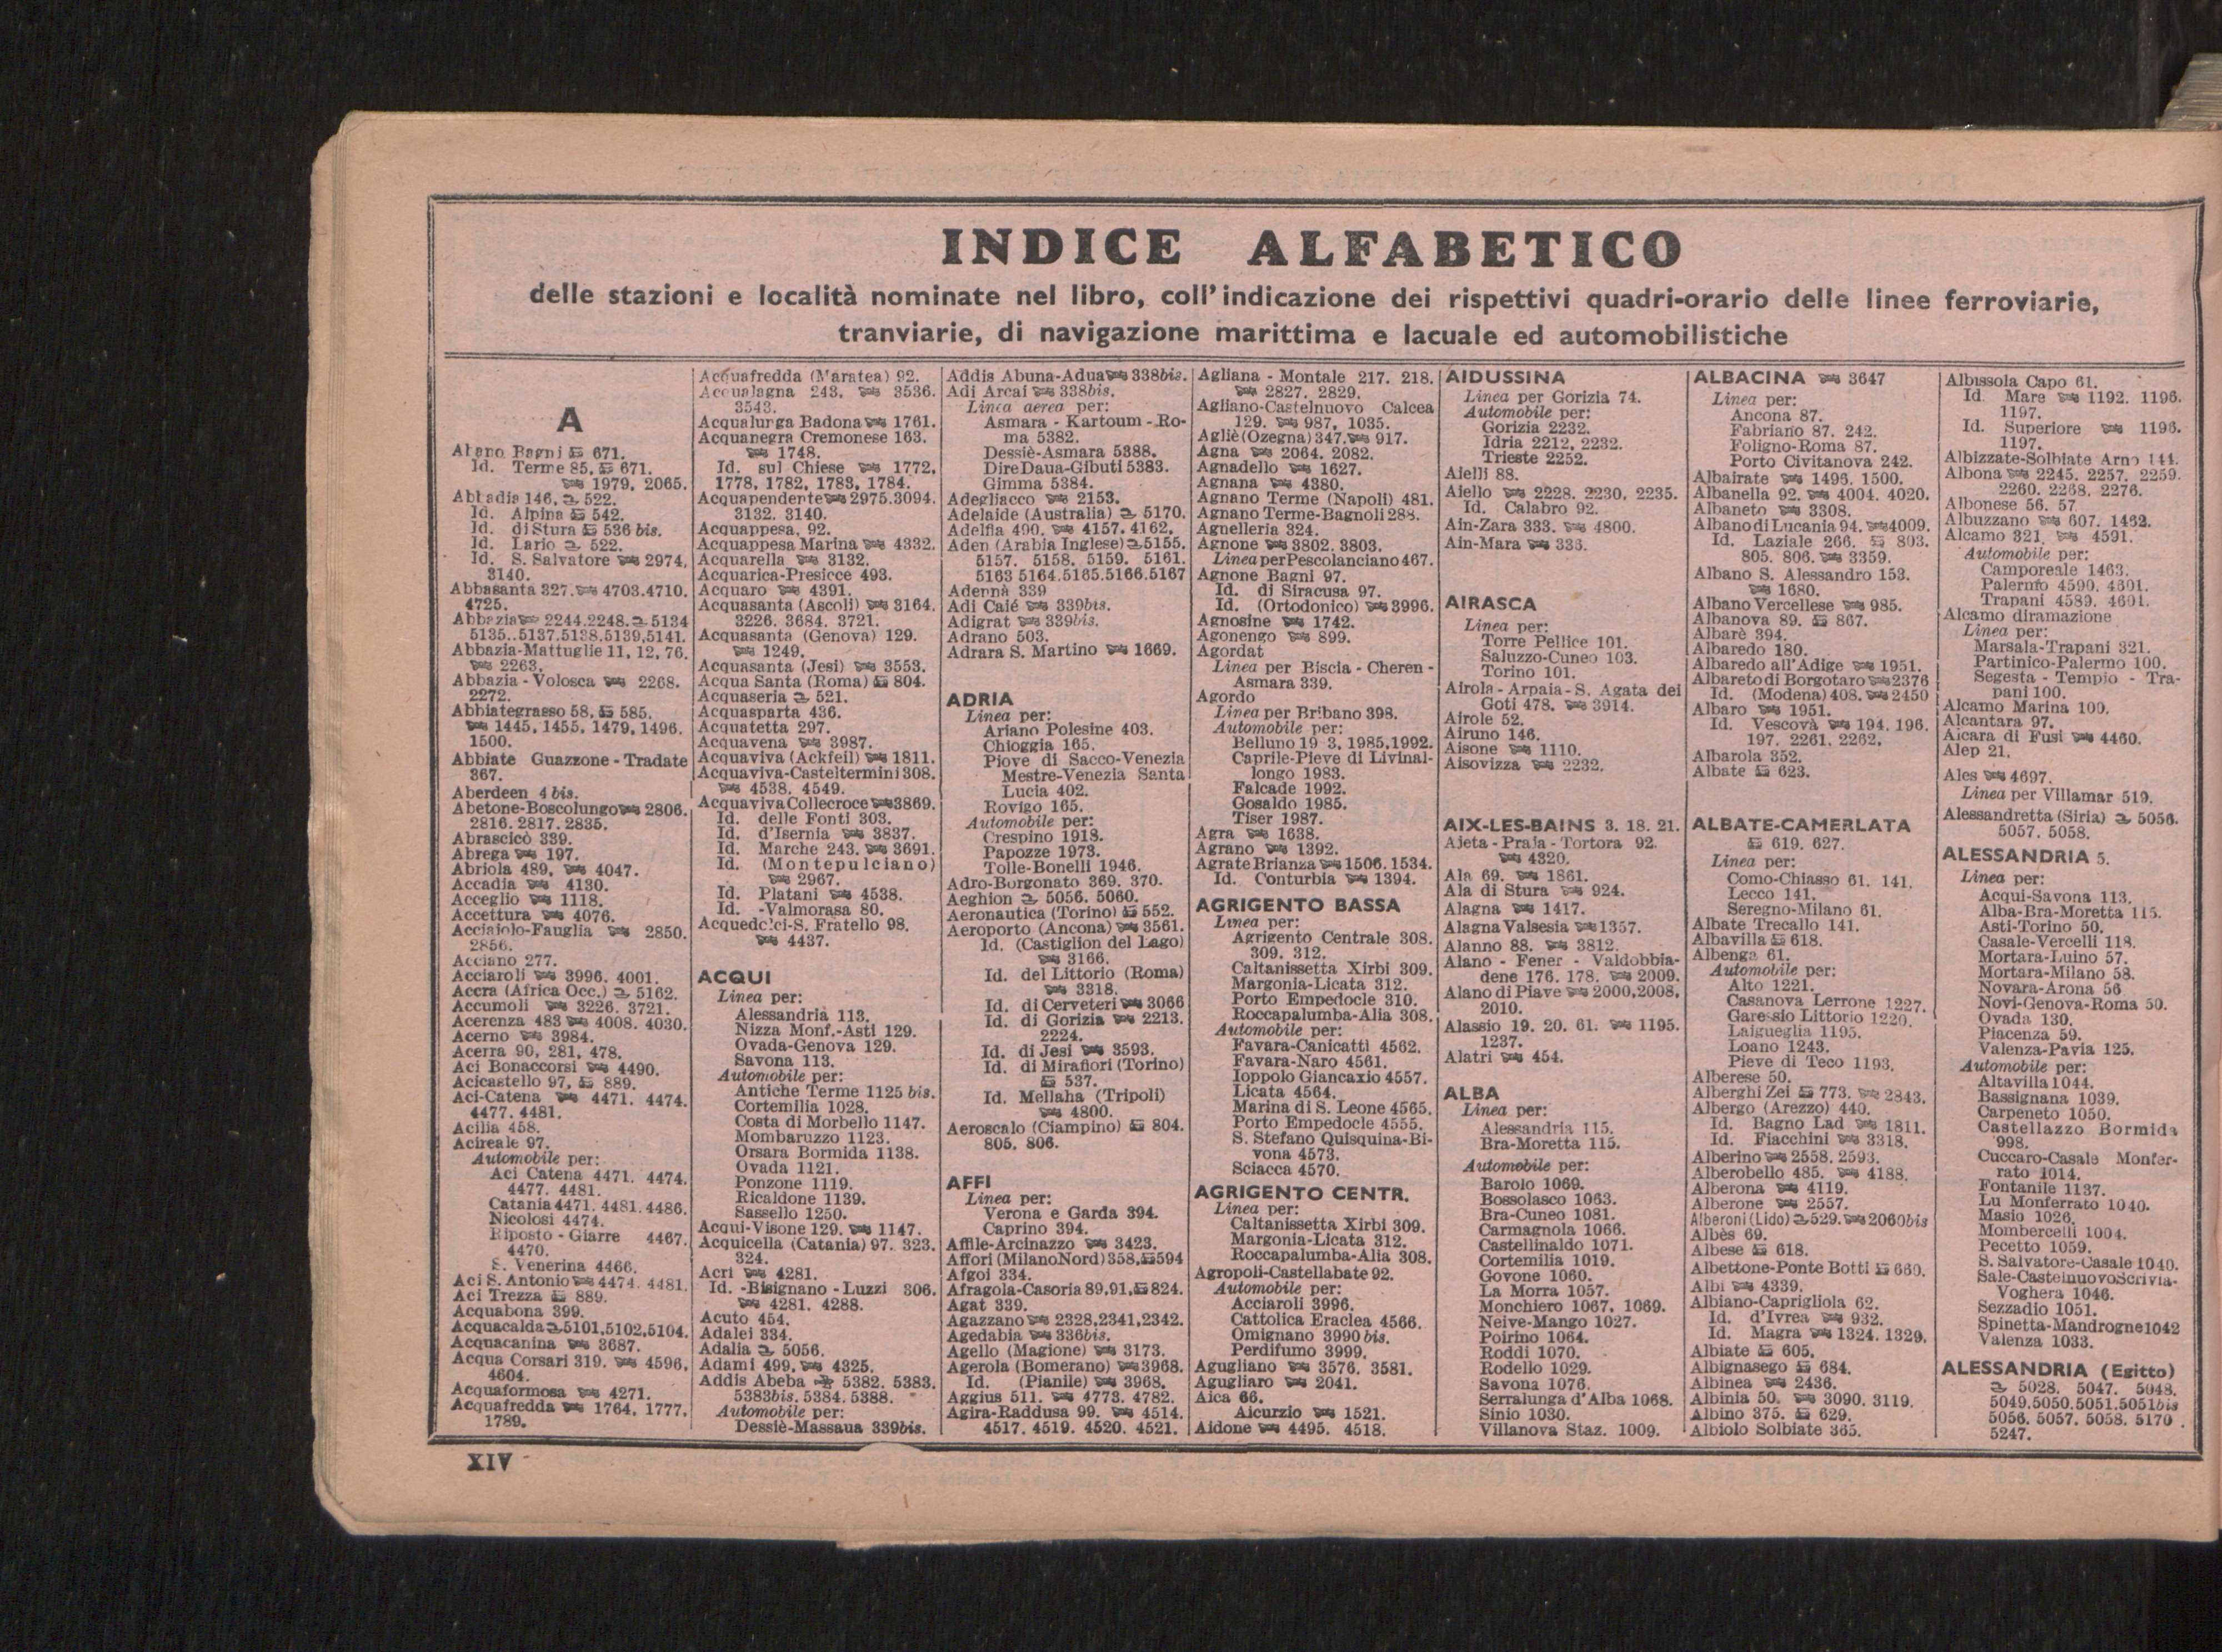 INDICE ALFABETICO
delle stazioni e località nominate nel libro, coll'indicazione dei rispettivi quadri-orario delle linee ferroviarie,
tranviarie, di navigazione marittima e lacuale ed automobilistiche
A
Abano Bagni 671.
Id. Terme 85. 671.
1979, 2065.
Abbadia 146, 522.
Id. Alpina 542.
Id. di Stura 536 bis.
Id. Lario 522.
Id. S. Salvatore 2974,
3140.
Abbasanta 327. 4703.4710.
4725.
Abbazia 2244.2248. 5134
5135..5137.5138.5139,5141.
Abbazia-Mattuglie 11, 12, 76.
2263.
Abbazia - Volosca 2268.
2272.
Abbiategrasso 58, 585.
1445, 1455, 1479, 1496.
1500.
Abbiate Guazzone - Tradate
367.
Aberdeen 4 bis.
Abetone-Boscolungo 2806.
2816. 2817. 2835.
Abrascicò 339.
Abrega 197.
Abriola 489, 4047.
Accadia 4130.
Acceglio 1118.
Accettura 4076.
Acciaiolo-Fauglia 2850.
2856.
Acciano 277.
Acciaroli 3996. 4001.
Accra (Africa Occ.) 5162.
Accumoli 3226. 3721.
Acerenza 483 4008. 4030.
Acerno 3984.
Acerra 90, 281, 478.
Aci Bonaccorsi 4490.
Acicastello 97, 889.
Aci-Catena 4471. 4474.
4477. 4481.
Acilia 458.
Acireale 97.
Automobile per:
Aci Catena 4471. 4474.
4477. 4481.
Catania 4471. 4481. 4486.
Nicolosi 4474.
Riposto - Giarre 4467.
4470.
S. Venerina 4466.
Aci S. Antonio 4474. 4481.
Aci Trezza 889.
Acquabona 399.
Acquacalda 5101,5102,5104.
Acquacanina 3687.
Acqua Corsari 319. 4596,
4604.
Acquaformosa 4271.
Acquafredda 1764, 1777,
1789.
Acquafredda (Maratea) 92.
Acqualagna 243. 3536.
3543.
Acqualurga Badona 1761.
Acquanegra Cremonese 163.
1748.
Id. sul Chiese 1772,
1778, 1782, 1783, 1784.
Acquapendente 2975.3094.
3132. 3140.
Acquappesa, 92.
Acquappesa Marina 4332.
Acquarella 3132.
Acquarica-Presicce 493.
Acquaro 4391.
Acquasanta (Ascoli) 3164.
3226. 3684. 3721.
Acquasanta (Genova) 129.
1249.
Acquasanta (Jesi) 3553.
Acqua Santa (Roma) 804.
Acquaseria 521.
Acquasparta 436.
Acquatetta 297.
Acquavena 3987.
Acquaviva (Ackfeil) 1811.
Acquaviva-Casteltermini 308.
4538. 4549.
Acquaviva Collecroce 3869.
Id. delle Fonti 303.
Id. d'Isernia 3837.
Id. Marche 243. 3691.
Id. (Montepulciano)
2967.
Id. Platani 4538.
Id. -Valmorasa 80.
Acquedolci-S. Fratello 98.
4437.
ACQUI
Linea per:
Alessandria 113.
Nizza Monf.-Asti 129.
Ovada-Genova 129.
Savona 113.
Automobile per:
Antiche Terme 1125 bis.
Cortemilia 1028.
Costa di Morbello 1147.
Mombaruzzo 1123.
Orsara Bormida 1138.
Ovada 1121.
Ponzone 1119.
Ricaldone 1139.
Sassello 1250.
Acqui-Visone 129. 1147.
Acquicella (Catania) 97. 323.
324.
Acri 4281.
Id. -Bisignano - Luzzi 306.
4281. 4288.
Acuto 454.
Adalei 334.
Adalia 5056.
Adami 499. 4325.
Addis Abeba 5382. 5383.
5383bis. 5384. 5388.
Automobile per:
Dessiè-Massaua 339bis.
Addis Abuna-Adua 338bis.
Adi Arcai 338bis.
Linea aerea per:
Asmara - Kartoum - Ro-
ma 5382.
Dessiè-Asmara 5388.
Dire Daua-Gibuti 5383.
Gimma 5384.
Adegliacco 2153.
Adelaide (Australia) 5170.
Adelfia 490. 4157. 4162,
Aden (Arabia Inglese) 5155.
5157. 5158. 5159. 5161.
5163 5164.5165.5166.5167
Adennà 339
Adi Caié 339bis.
Adigrat 339bis.
Adrano 503.
Adrara S. Martino 1669.
ADRIA
Linea per:
Ariano Polesine 403.
Chioggia 165.
Piove di Sacco-Venezia
Mestre-Venezia Santa
Lucia 402.
Rovigo 165.
Automobile per:
Crespino 1918.
Papozze 1973.
Tolle-Bonelli 1946.
Adro-Borgonato 369. 370.
Aeghion 5056. 5060.
Aeronautica (Torino) 552.
Aeroporto (Ancona) 3561.
Id. (Castiglion del Lago)
3166.
Id. del Littorio (Roma)
3318.
Id. di Cerveteri 3066
Id. di Gorizia 2213.
2224.
Id. di Jesi 3593.
Id. di Mirafiori (Torino)
537.
Id. Mellaha (Tripoli)
4800.
Aeroscalo (Ciampino) 804.
805. 806.
AFFI
Linea per:
Verona e Garda 394.
Caprino 394.
Affile-Arcinazzo 3423.
Affori (Milano Nord) 358, 594
Afgoi 334.
Afragola-Casoria 89,91, 824.
Agat 339.
Agazzano 2328,2341,2342.
Agedabia 336bis.
Agello (Magione) 3173.
Agerola (Bomerano) 3968.
Id. (Pianile) 3968.
Aggius 511. 4773. 4782.
Agira-Raddusa 99. 4514.
4517. 4519. 4520. 4521.
Agliana - Montale 217. 218.
2827. 2829.
Agliano-Castelnuovo Calcea
129. 987, 1035.
Agliè (Ozegna) 347. 917.
Agna 2064. 2082.
Agnadello 1627.
Agnana 4380.
Agnano Terme (Napoli) 481.
Agnano Terme-Bagnoli 288.
Agnelleria 324.
Agnone 3802. 3803.
Linea per Pescolanciano 467.
Agnone Bagni 97.
Id. di Siracusa 97.
Id. (Ortodonico) 3996.
Agnosine 1742.
Agonengo 899.
Agordat
Linea per Biscia - Cheren -
Asmara 339.
Agordo
Linea per Bribano 398.
Automobile per:
Belluno 19 3, 1985,1992.
Caprile-Pieve di Livinal-
longo 1983.
Falcade 1992.
Gosaldo 1985.
Tiser 1987.
Agra 1638.
Agrano 1392.
Agrate Brianza 1506. 1534.
Id. Conturbia 1394.
AGRIGENTO BASSA
Linea per:
Agrigento Centrale 308.
309. 312.
Caltanissetta Xirbi 309.
Margonia-Licata 312.
Porto Empedocle 310.
Roccapalumba-Alia 308.
Automobile per:
Favara-Canicattì 4562.
Favara-Naro 4561.
Ioppolo Giancaxio 4557.
Licata 4564.
Marina di S. Leone 4565.
Porto Empedocle 4555.
S. Stefano Quisquina-Bi-
vona 4573.
Sciacca 4570.
AGRIGENTO CENTR.
Linea per:
Caltanissetta Xirbi 309.
Margonia-Licata 312.
Roccapalumba-Alia 308.
Agropoli-Castellabate 92.
Automobile per:
Acciaroli 3996.
Cattolica Eraclea 4566.
Omignano 3990 bis.
Perdifumo 3999.
Agugliano 3576. 3581.
Agugliaro 2041.
Aica 66.
Aicurzio 1521.
Aidone 4495. 4518.
AIDUSSINA
Linea per Gorizia 74.
Automobile per:
Gorizia 2232.
Idria 2212, 2232.
Trieste 2252.
Aielli 88.
Aiello 2228. 2230. 2235.
Id. Calabro 92.
Ain-Zara 333. 4800.
Ain-Mara 333.
AIRASCA
Linea per:
Torre Pellice 101.
Saluzzo-Cuneo 103.
Torino 101.
Airola - Arpaia - S. Agata dei
Goti 478. 3914.
Airole 52.
Airuno 146.
Aisone 1110.
Aisovizza 2232.
AIX-LES-BAINS 3. 18. 21.
Ajeta - Praja - Tortora 92.
4320.
Ala 69. 1861.
Ala di Stura 924.
Alagna 1417.
Alagna Valsesia 1357.
Alanno 88. 3812.
Alano - Fener - Valdobbia-
dene 176. 178. 2009.
Alano di Piave 2000,2008,
2010.
Alassio 19. 20. 61. 1195.
1237.
Alatri 454.
ALBA
Linea per:
Alessandria 115.
Bra-Moretta 115.
Automobile per:
Barolo 1069.
Bossolasco 1063.
Bra-Cuneo 1081.
Carmagnola 1066.
Castellinaldo 1071.
Cortemilia 1019.
Govone 1060.
La Morra 1057.
Monchiero 1067, 1069.
Neive-Mango 1027.
Poirino 1064.
Roddi 1070.
Rodello 1029.
Savona 1076.
Serralunga d'Alba 1068.
Sinio 1030.
Villanova Staz. 1009.
ALBACINA 3647
Linea per:
Ancona 87.
Fabriano 87. 242.
Foligno-Roma 87.
Porto Civitanova 242.
Albairate 1496. 1500.
Albanella 92. 4004. 4020.
Albaneto 3308.
Albano di Lucania 94. 4009.
Id. Laziale 266. 803.
805. 806. 3359.
Albano S. Alessandro 153.
1680.
Albano Vercellese 985.
Albanova 89. 867.
Albarè 394.
Albaredo 180.
Albaredo all'Adige 1951.
Albareto di Borgotaro 2376
Id. (Modena) 408. 2450
Albaro 1951.
Id. Vescovà 194. 196.
197. 2261. 2262.
Albarola 352.
Albate 623.
ALBATE-CAMERLATA
619. 627.
Linea per:
Como-Chiasso 61. 141.
Lecco 141.
Seregno-Milano 61.
Albate Trecallo 141.
Albavilla 618.
Albenga 61.
Automobile per:
Alto 1221.
Casanova Lerrone 1227.
Garessio Littorio 1220.
Laigueglia 1195.
Loano 1243.
Pieve di Teco 1193.
Alberese 50.
Alberghi Zei 773. 2843.
Albergo (Arezzo) 440.
Id. Bagno Lad 1811.
Id. Fiacchini 3318.
Alberino 2558. 2593.
Alberobello 485. 4188.
Alberona 4119.
Alberone 2557.
Alberoni (Lido) 529. 2060bis
Albès 69.
Albese 618.
Albettone-Ponte Botti 660.
Albi 4339.
Albiano-Caprigliola 62.
Id. d'Ivrea 932.
Id. Magra 1324. 1329.
Albiate 605.
Albignasego 684.
Albinea 2436.
Albinia 50. 3090. 3119.
Albino 375. 629.
Albiolo Solbiate 365.
Albissola Capo 61.
Id. Mare 1192. 1196.
1197.
Id. Superiore 1196.
1197.
Albizzate-Solbiate Arno 144.
Albona 2245. 2257. 2259.
2260. 2268. 2276.
Albonese 56. 57
Albuzzano 607. 1462.
Alcamo 321. 4591.
Automobile per:
Camporeale 1463.
Palermo 4590. 4601.
Trapani 4589. 4601.
Alcamo diramazione
Linea per:
Marsala-Trapani 321.
Partinico-Palermo 100.
Segesta - Tempio - Tra-
pani 100.
Alcamo Marina 100.
Alcantara 97.
Alcara di Fusi 4460.
Alep 21.
Ales 4697.
Linea per Villamar 519.
Alessandretta (Siria) 5056.
5057. 5058.
ALESSANDRIA 5.
Linea per:
Acqui-Savona 113.
Alba-Bra-Moretta 115.
Asti-Torino 50.
Casale-Vercelli 118.
Mortara-Luino 57.
Mortara-Milano 58.
Novara-Arona 56
Novi-Genova-Roma 50.
Ovada 130.
Piacenza 59.
Valenza-Pavia 125.
Automobile per:
Altavilla 1044.
Bassignana 1039.
Carpeneto 1050.
Castellazzo Bormida
998.
Cuccaro-Casale Monfer-
rato 1014.
Fontanile 1137.
Lu Monferrato 1040.
Masio 1026.
Mombercelli 1004.
Pecetto 1059.
S. Salvatore-Casale 1040.
Sale-Castelnuovo Scrivia-
Voghera 1046.
Sezzadio 1051.
Spinetta-Mandrogne 1042
Valenza 1033.
ALESSANDRIA (Egitto)
5028. 5047. 5048.
5049.5050.5051.5051bis
5056. 5057. 5058. 5170.
5247.
XIV